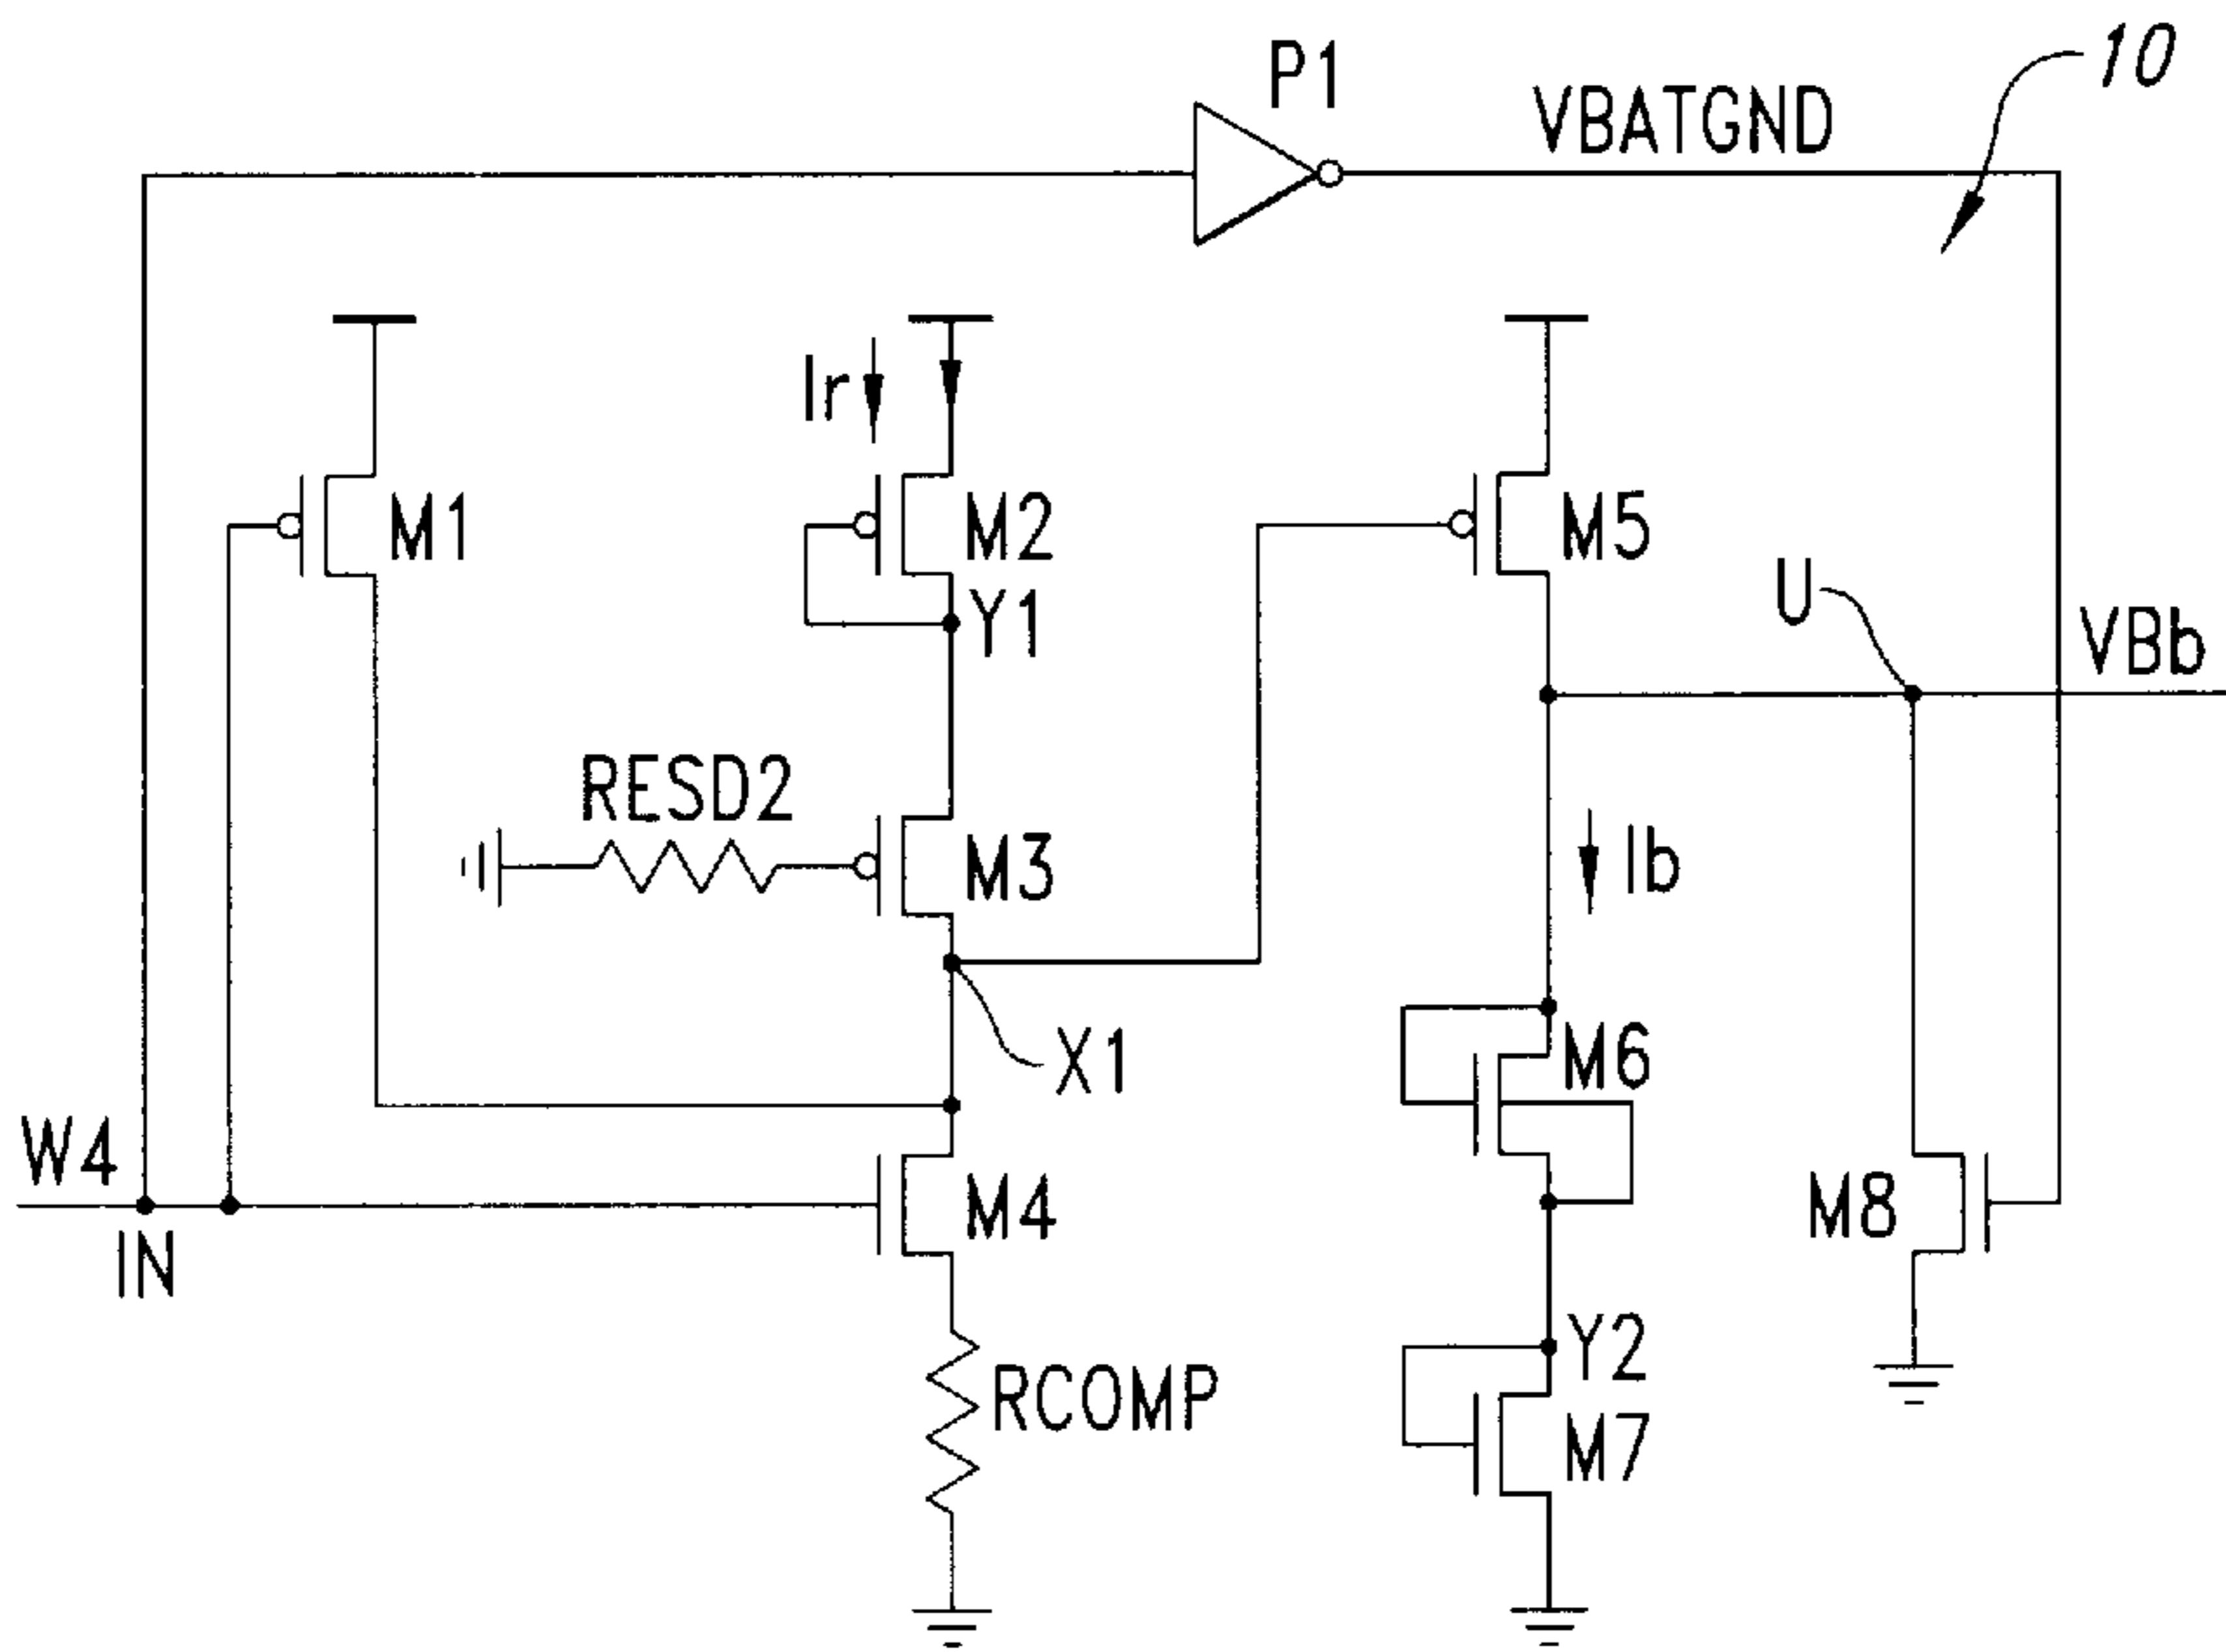 P1
VBATGND
10
Ir
M1
M2
M5
Y1
U
VBb
RESD2
M3
Ib
X1
M6
W4
IN
M4
M8
Y2
RCOMP
M7